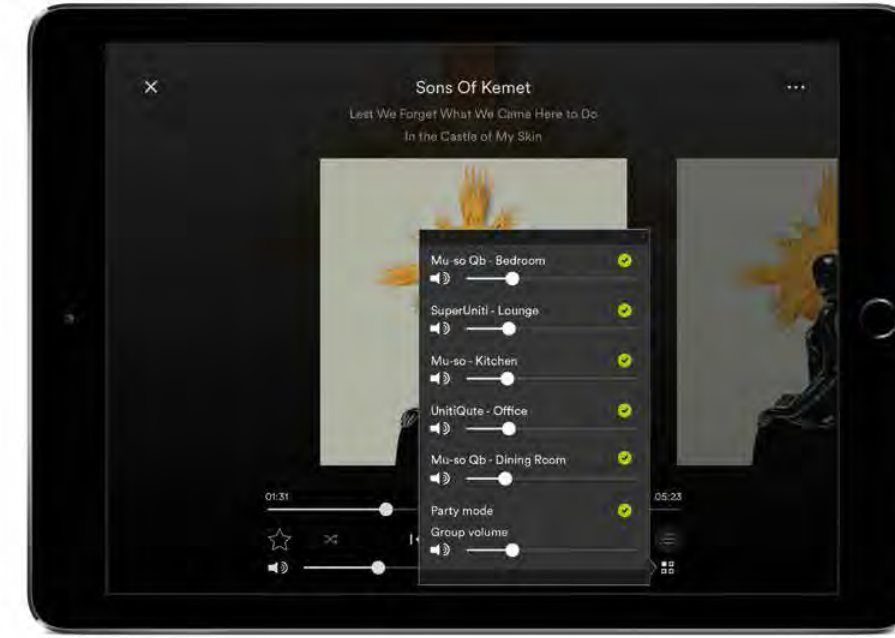 Sons Of Kemet
Lest We Forget What We Came Here to Do
In the Castle of My Skin
Mu-so Qb - Bedroom
SuperUniti - Lounge
Mu-so - Kitchen
UnitiQute - Office
Mu-so Qb - Dining Room
01:31
05:23
Party mode
Group volume